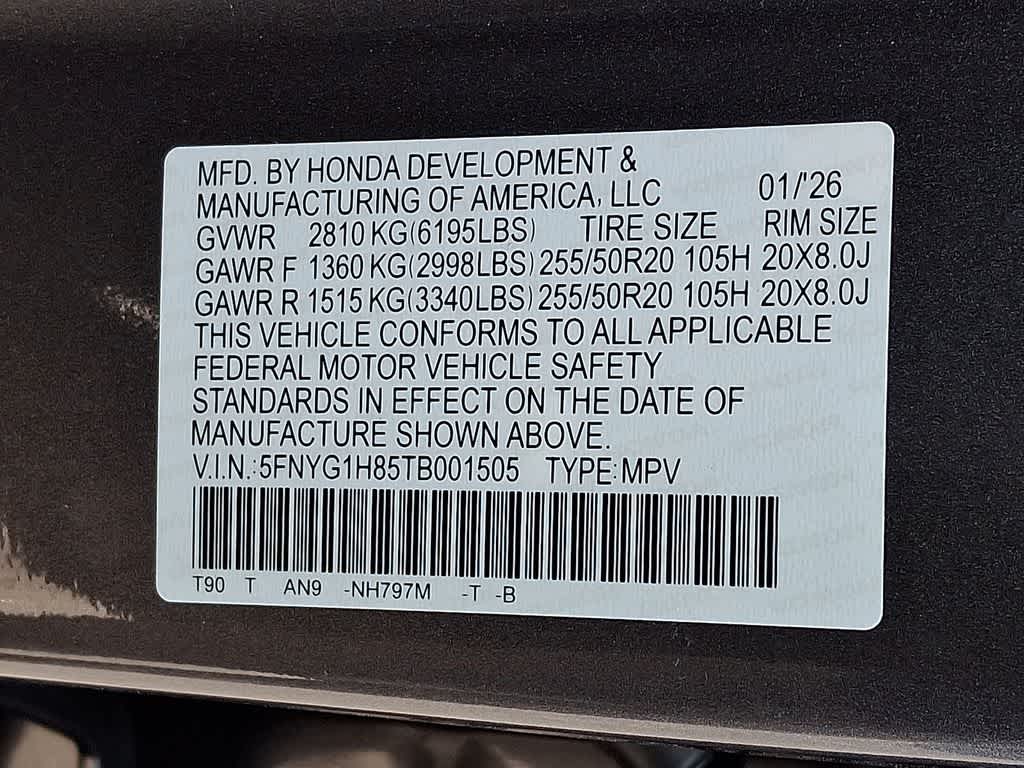 MFD. BY HONDA DEVELOPMENT &
MANUFACTURING OF AMERICA, LLC 01/'26
GVWR 2810 KG(6195LBS) TIRE SIZE RIM SIZE
GAWR F 1360 KG(2998LBS) 255/50R20 105H 20X8.0J
GAWR R 1515 KG(3340LBS) 255/50R20 105H 20X8.0J
THIS VEHICLE CONFORMS TO ALL APPLICABLE
FEDERAL MOTOR VEHICLE SAFETY
STANDARDS IN EFFECT ON THE DATE OF
MANUFACTURE SHOWN ABOVE.
V.I.N.:5FNYG1H85TB001505 TYPE:MPV
T90 T AN9 -NH797M -T -B